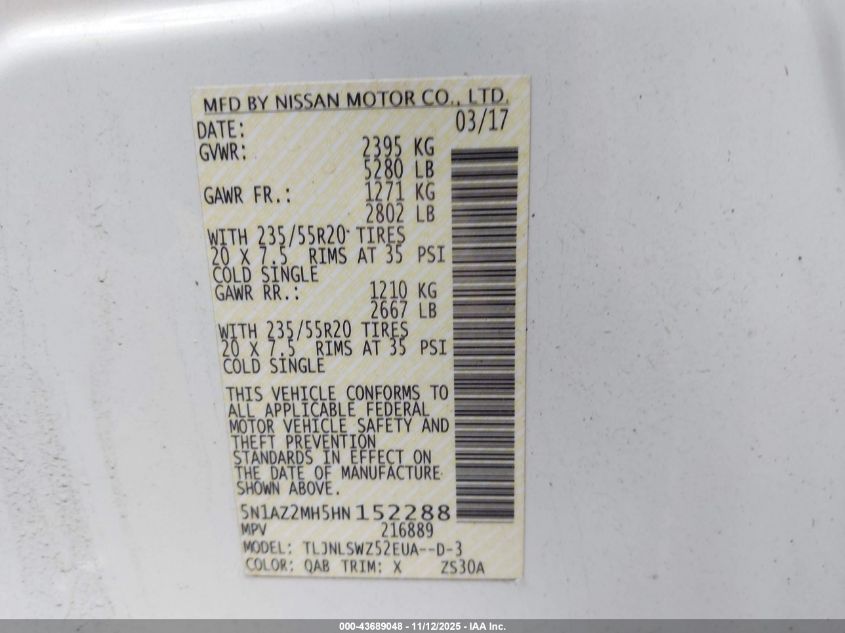 MFD BY NISSAN MOTOR CO., LTD.
DATE: 03/17
GVWR: 2395 KG
5280 LB
GAWR FR.: 1271 KG
2802 LB
WITH 235/55R20 TIRES
20 X 7.5 RIMS AT 35 PSI
COLD SINGLE
GAWR RR.: 1210 KG
2667 LB
WITH 235/55R20 TIRES
20 X 7.5 RIMS AT 35 PSI
COLD SINGLE
THIS VEHICLE CONFORMS TO
ALL APPLICABLE FEDERAL
MOTOR VEHICLE SAFETY AND
THEFT PREVENTION
STANDARDS IN EFFECT ON
THE DATE OF MANUFACTURE
SHOWN ABOVE.
5N1AZ2MH5HN152288
MPV 216889
MODEL: TLJNLSWZ52EUA--D-3
COLOR: QAB TRIM: X ZS30A
000-43689048 - 11/12/2025 - IAA Inc.